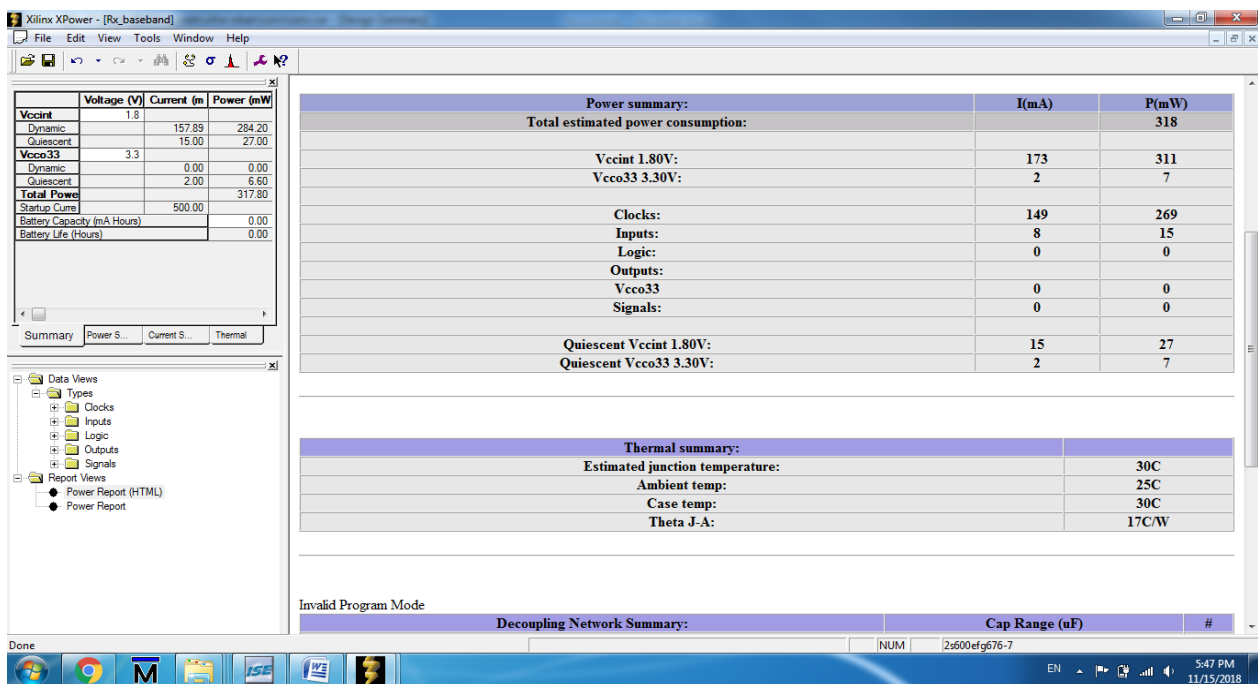 Xilinx XPower - [Rx_baseband]
File Edit View Tools Window Help
Voltage (V) Current (m Power (mW
Vccint 1.8
Dynamic 157.89 284.20
Quiescent 15.00 27.00
Vcco33 3.3
Dynamic 0.00 0.00
Quiescent 2.00 6.60
Total Powe 317.80
Startup Curre 500.00
Battery Capacity (mA Hours) 0.00
Battery Life (Hours) 0.00
Summary Power S... Current S... Thermal
Data Views
Types
Clocks
Inputs
Logic
Outputs
Signals
Report Views
Power Report (HTML)
Power Report
Power summary: I(mA) P(mW)
Total estimated power consumption: 318
Vccint 1.80V: 173 311
Vcco33 3.30V: 2 7
Clocks: 149 269
Inputs: 8 15
Logic: 0 0
Outputs:
Vcco33 0 0
Signals: 0 0
Quiescent Vccint 1.80V: 15 27
Quiescent Vcco33 3.30V: 2 7
Thermal summary:
Estimated junction temperature: 30C
Ambient temp: 25C
Case temp: 30C
Theta J-A: 17C/W
Invalid Program Mode
Decoupling Network Summary: Cap Range (uF) #
Done NUM 2s600efg676-7
ISE EN 5:47 PM
11/15/2018